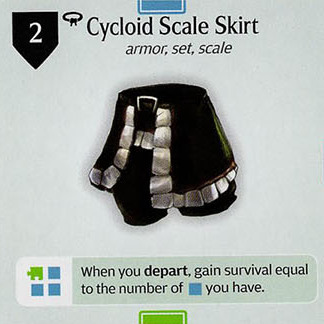 2
Cycloid Scale Skirt
armor, set, scale
When you depart, gain survival equal
to the number of you have.